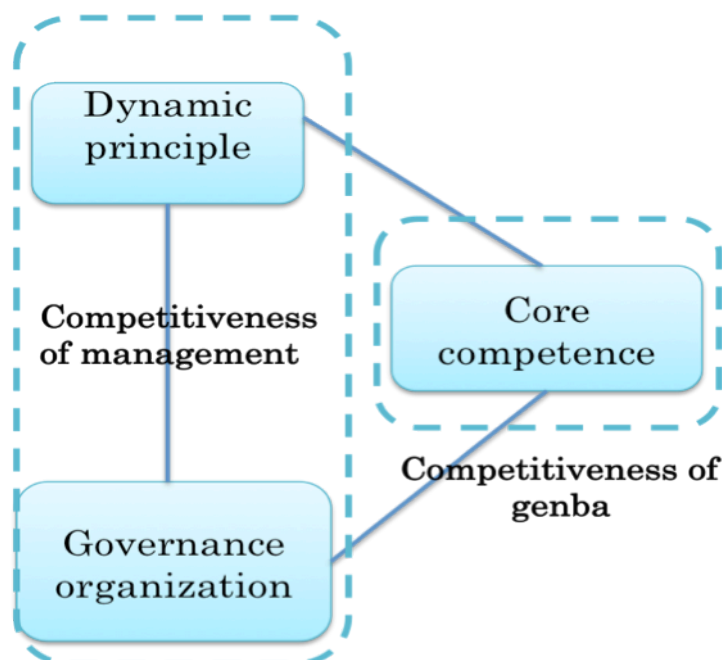 Dynamic
principle
Competitiveness
of management
Core
competence
Competitiveness of
genba
Governance
organization